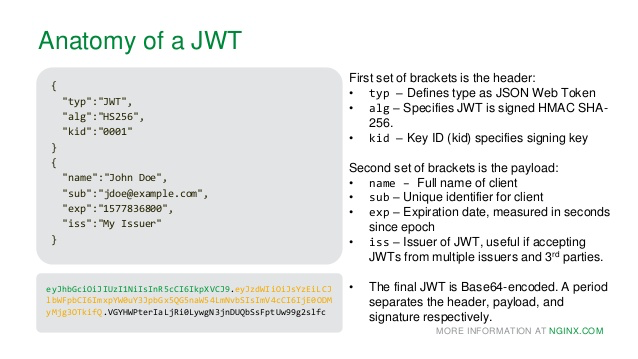 Anatomy of a JWT
{
"typ":"JWT",
"alg":"HS256",
"kid":"0001"
}
{
"name":"John Doe",
"sub":"jdoe@example.com",
"exp":"1577836800",
"iss":"My Issuer"
}
eyJhbGciOiJIUzI1NiIsInR5cCI6IkpXVCJ9.eyJzdWIiOiJsYzEiLCJ
lbWFpbCI6ImxpYW0uY3JpbGx5QG5naW54LmNvbSIsImV4cCI6IjE0ODM
yMjg3OTkifQ.VGYHWPterIaLjRi0LywgN3jnDUQbSsFptUw99g2slfc
First set of brackets is the header:
• typ – Defines type as JSON Web Token
• alg – Specifies JWT is signed HMAC SHA-
256.
• kid – Key ID (kid) specifies signing key
Second set of brackets is the payload:
• name – Full name of client
• sub – Unique identifier for client
• exp – Expiration date, measured in seconds
since epoch
• iss – Issuer of JWT, useful if accepting
JWTs from multiple issuers and 3rd parties.
• The final JWT is Base64-encoded. A period
separates the header, payload, and
signature respectively.
MORE INFORMATION AT NGINX.COM